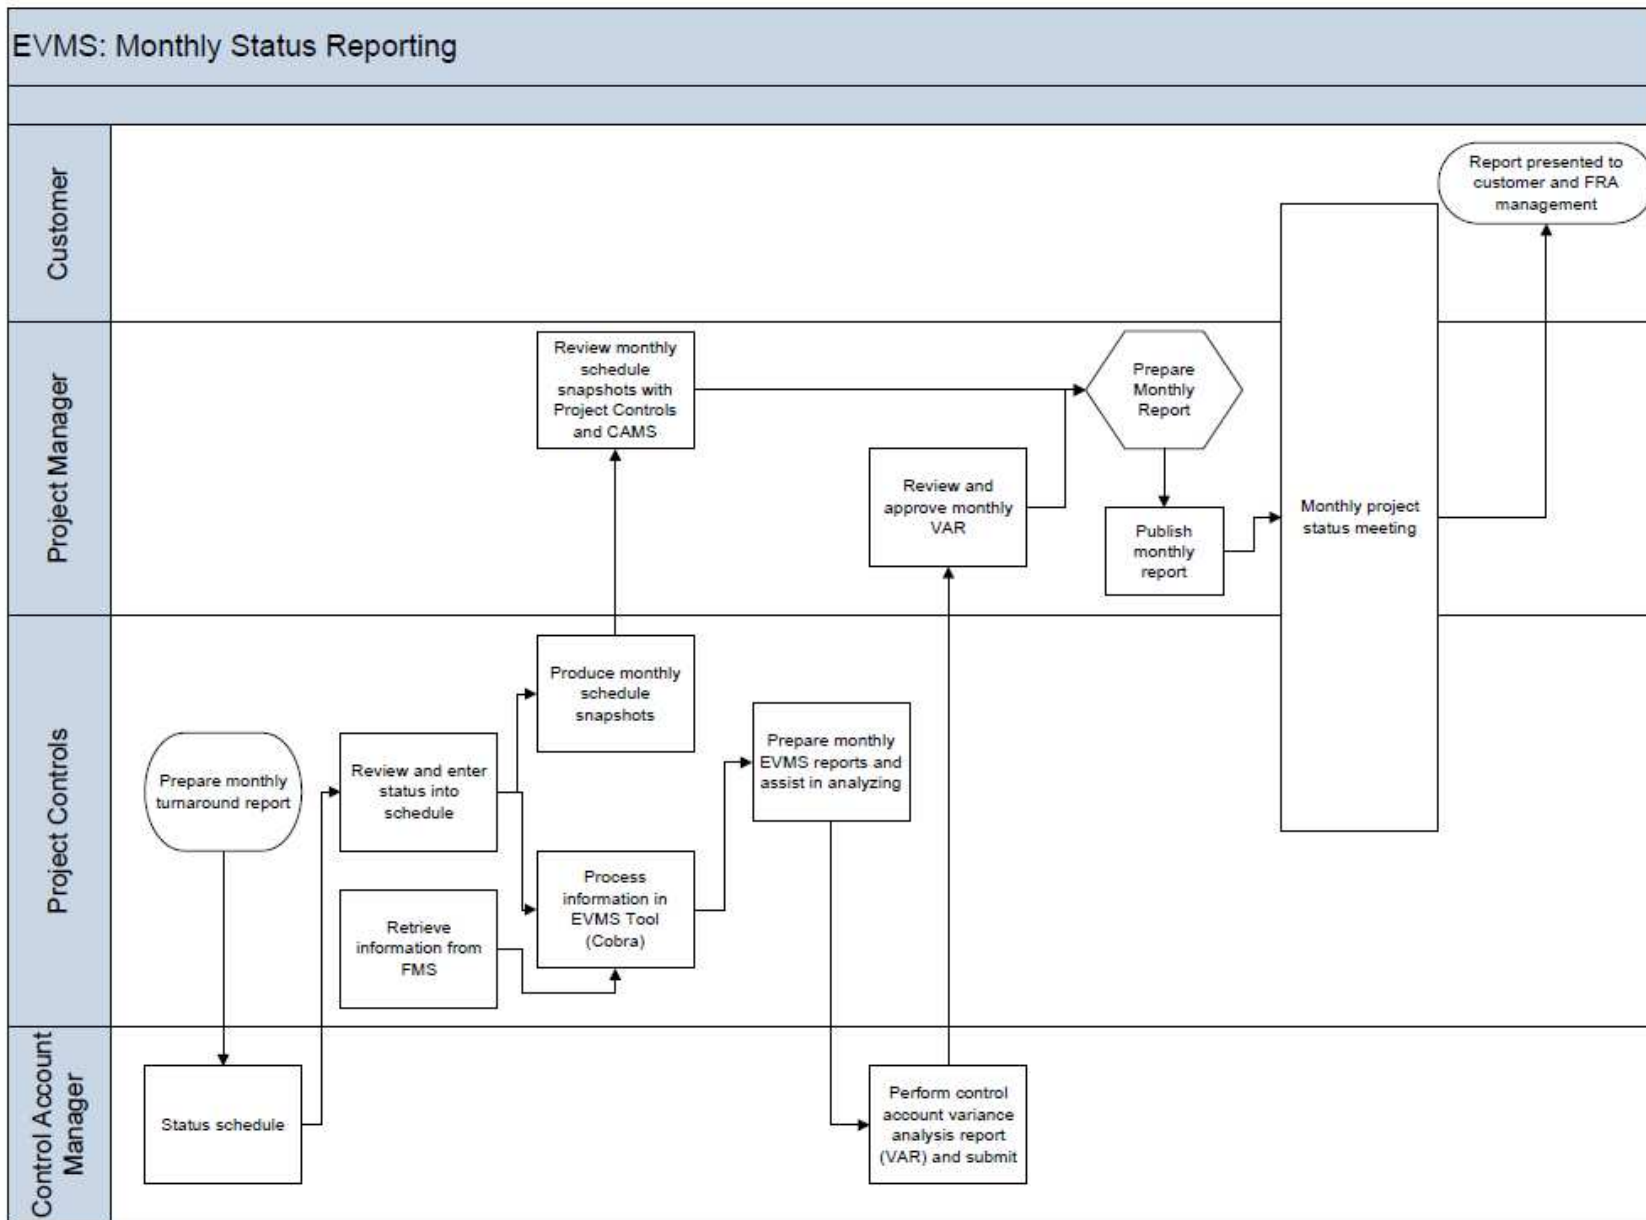 EVMS: Monthly Status Reporting
Customer
Report presented to
customer and FRA
management
Project Manager
Review monthly
schedule
snapshots with
Project Controls
and CAMS
Prepare
Monthly
Report
Review and
approve monthly
VAR
Publish
monthly
report
Monthly project
status meeting
Project Controls
Produce monthly
schedule
snapshots
Prepare monthly
turnaround report
Review and enter
status into
schedule
Prepare monthly
EVMS reports and
assist in analyzing
Retrieve
information from
FMS
Process
information in
EVMS Tool
(Cobra)
Control Account
Manager
Status schedule
Perform control
account variance
analysis report
(VAR) and submit